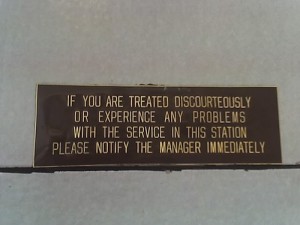 IF YOU ARE TREATED DISCOURTEOUSLY
OR EXPERIENCE ANY PROBLEMS
WITH THE SERVICE IN THIS STATION
PLEASE NOTIFY THE MANAGER IMMEDIATELY